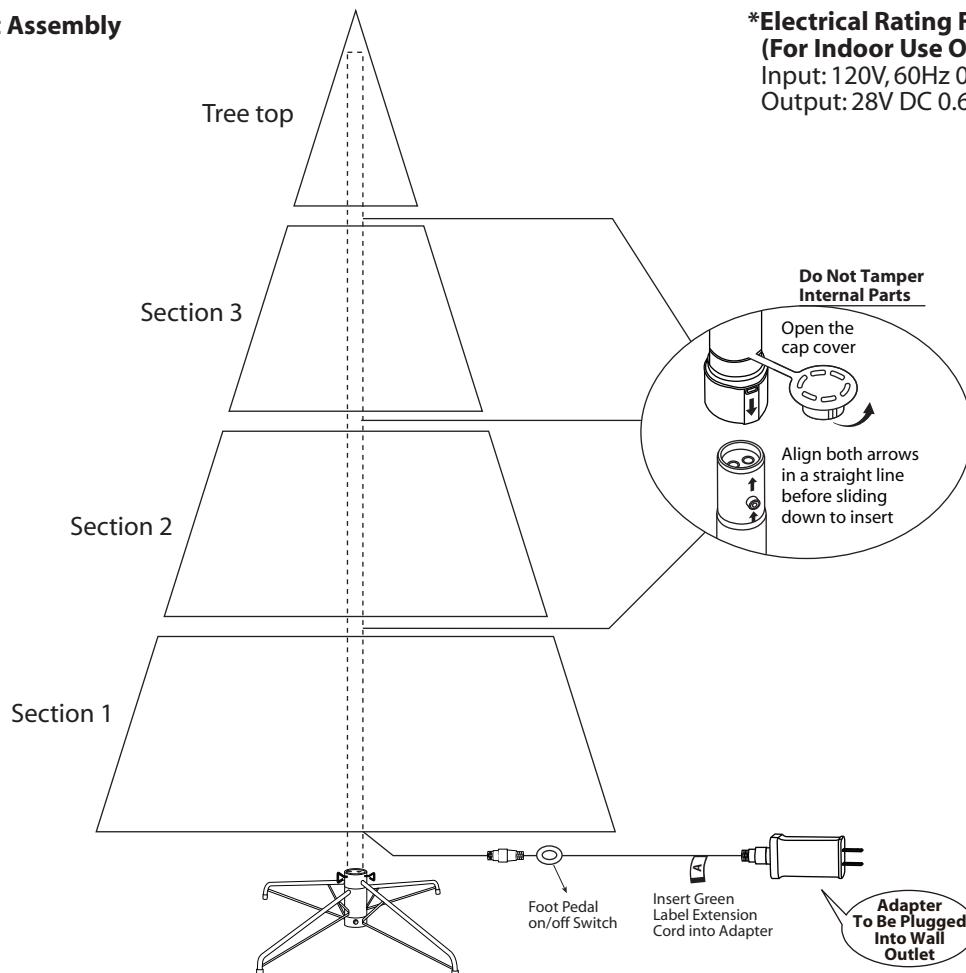 Assembly
*Electrical Rating
(For Indoor Use
Input: 120V, 60Hz
Output: 28V DC
Tree top
Section 3
Do Not Tamper
Internal Parts
Open the
cap cover
Align both arrows
in a straight line
before sliding
down to insert
Section 2
Section 1
A
Foot Pedal
on/off Switch
Insert Green
Label Extension
Cord into Adapter
Adapter
To Be Plugged
Into Wall
Outlet